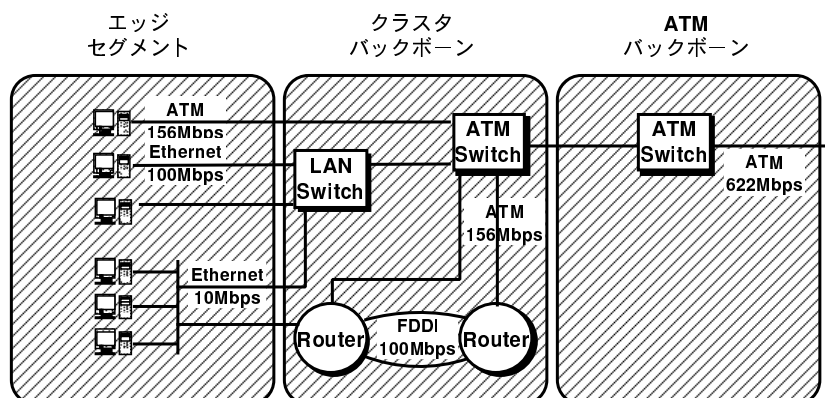 エッジ
セグメント
クラスタ
バックボーン
ATM
バックボーン
ATM
156Mbps
Ethernet
100Mbps
LAN
Switch
ATM
Switch
ATM
Switch
ATM
622Mbps
ATM
156Mbps
Ethernet
10Mbps
Router
FDDI
100Mbps
Router